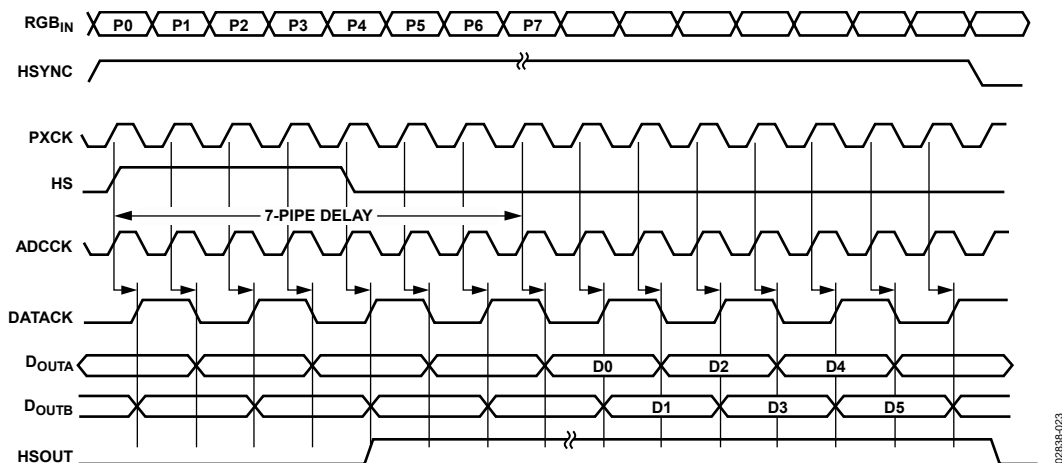 RGBIN P0 P1 P2 P3 P4 P5 P6 P7
HSYNC
PXCK
HS
7-PIPE DELAY
ADCCK
DATACK
DOUTA D0 D2 D4
DOUTB D1 D3 D5
HSOUT
02838-023